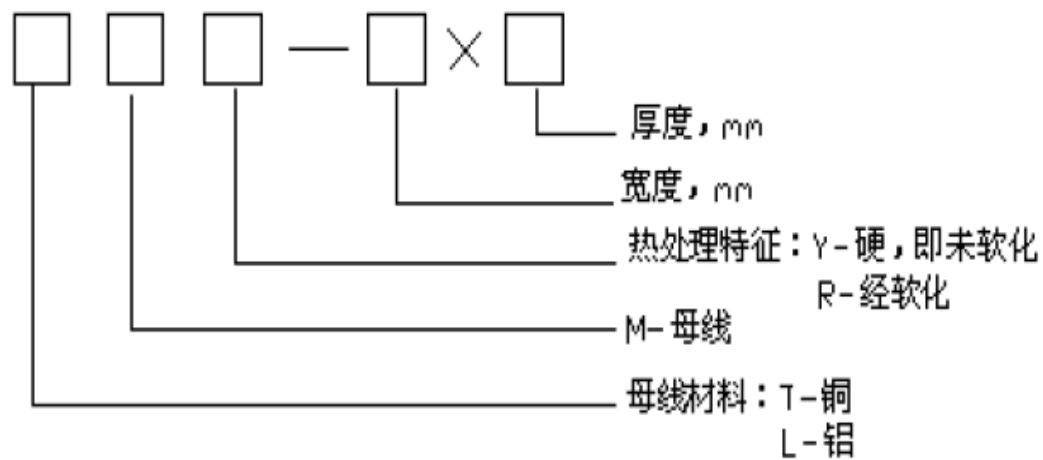 — ×
厚度，mm
宽度，mm
热处理特征：Y-硬，即未软化
R-经软化
M-母线
母线材料：T-铜
L-铝